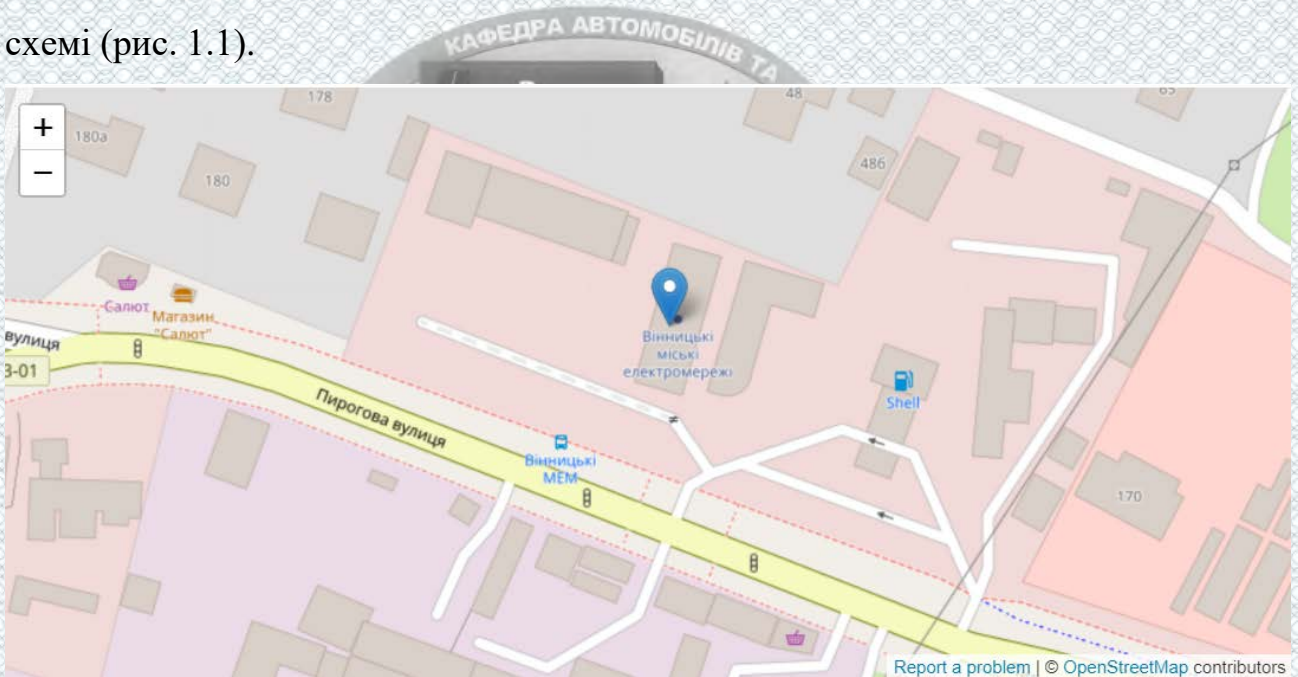 схемі (рис. 1.1).
КАФЕДРА АВТОМОБІЛІВ ТА
+
−
180а
178
180
48
48б
65
Салют
Магазин
"Салют"
вулиця
Вінницькі
міські
електромережі
Shell
Пирогова вулиця
Вінницькі
МЕМ
170
Report a problem | © OpenStreetMap contributors